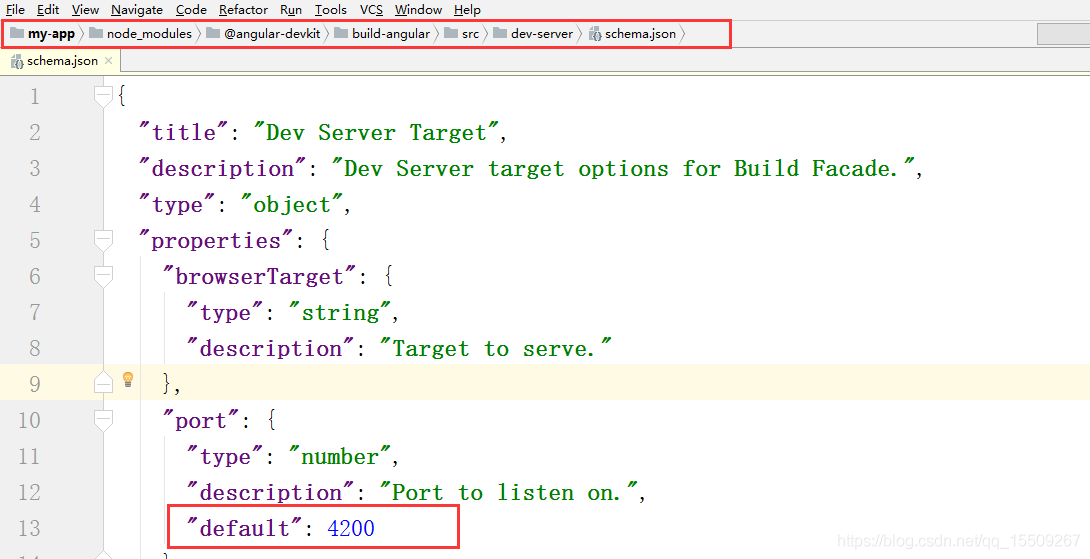 File Edit View Navigate Code Refactor Run Tools VCS Window Help
my-app node_modules @angular-devkit build-angular src dev-server schema.json
schema.json
1 {
2 "title": "Dev Server Target",
3 "description": "Dev Server target options for Build Facade.",
4 "type": "object",
5 "properties": {
6 "browserTarget": {
7 "type": "string",
8 "description": "Target to serve."
9 },
10 "port": {
11 "type": "number",
12 "description": "Port to listen on.",
13 "default": 4200
https://blog.csdn.net/qq_15509267